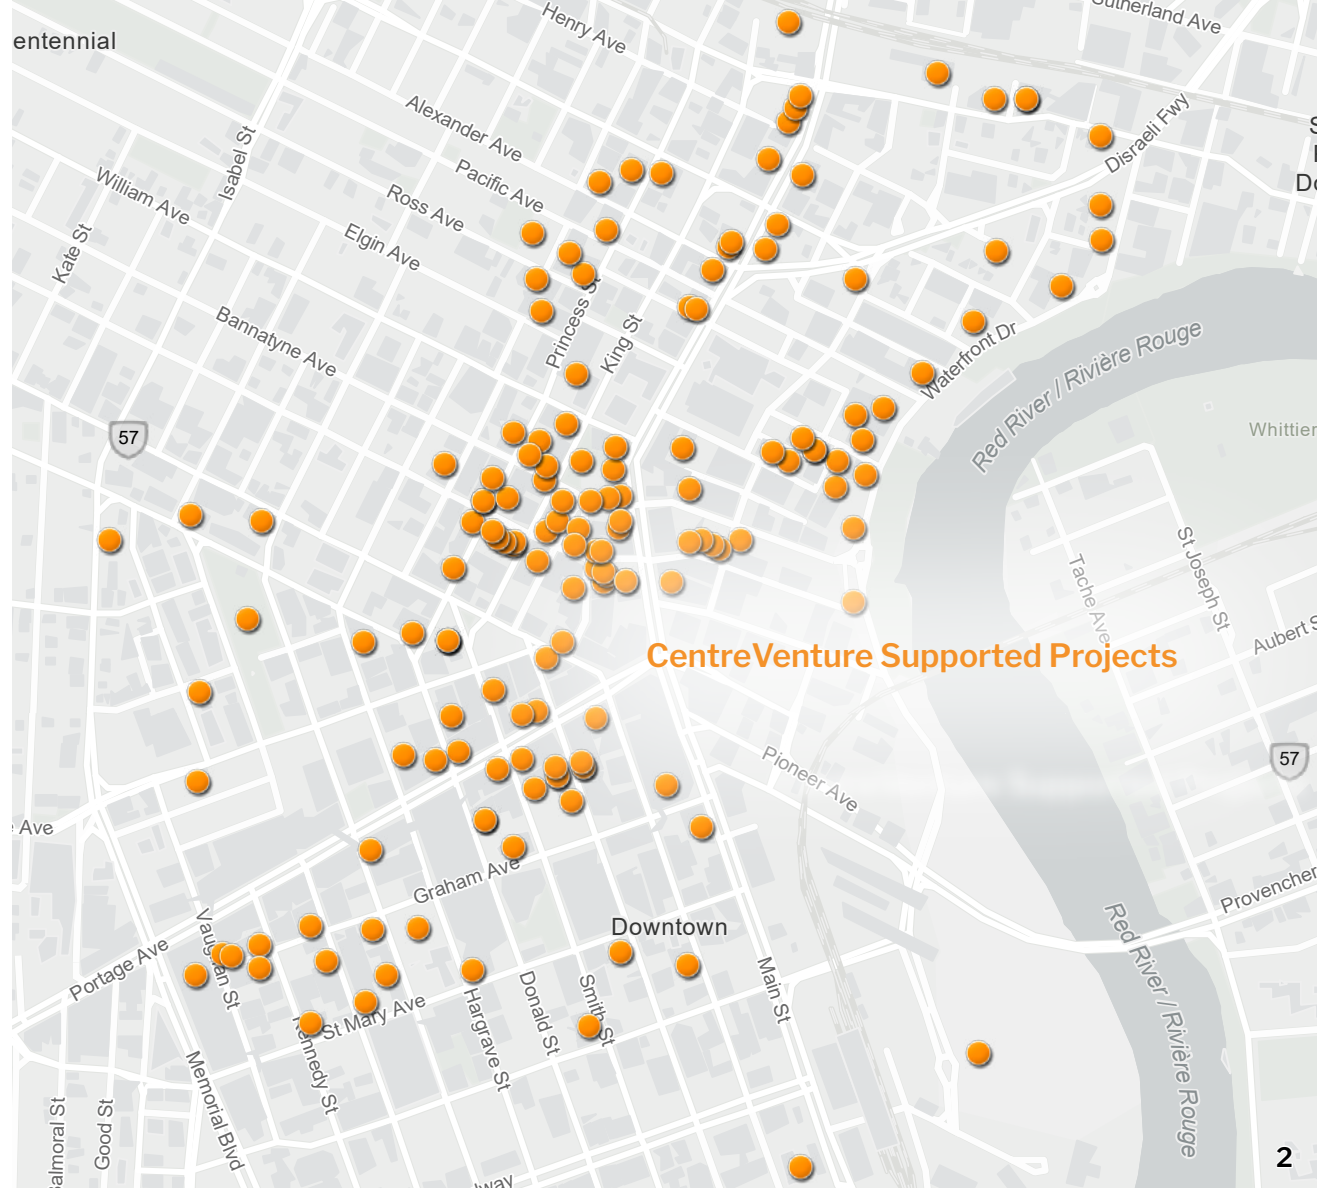 Sutherland Ave
Henry Ave
entennial
Alexander Ave
Disraeli Fwy
Isabel St
Pacific Ave
William Ave
Ross Ave
Elgin Ave
Kate St
Princess St
King St
Bannatyne Ave
Waterfront Dr
Red River / Rivière Rouge
57
Whittier
St Joseph St
Tache Ave
Aubert S
CentreVenture Supported Projects
57
Pioneer Ave
Ave
Graham Ave
Provencher
Downtown
Vaughan St
Portage Ave
Red River / Rivière Rouge
Main St
Donald St
Smith St
Hargrave St
St Mary Ave
Kennedy St
Memorial Blvd
almoral St
Good St
lway
2